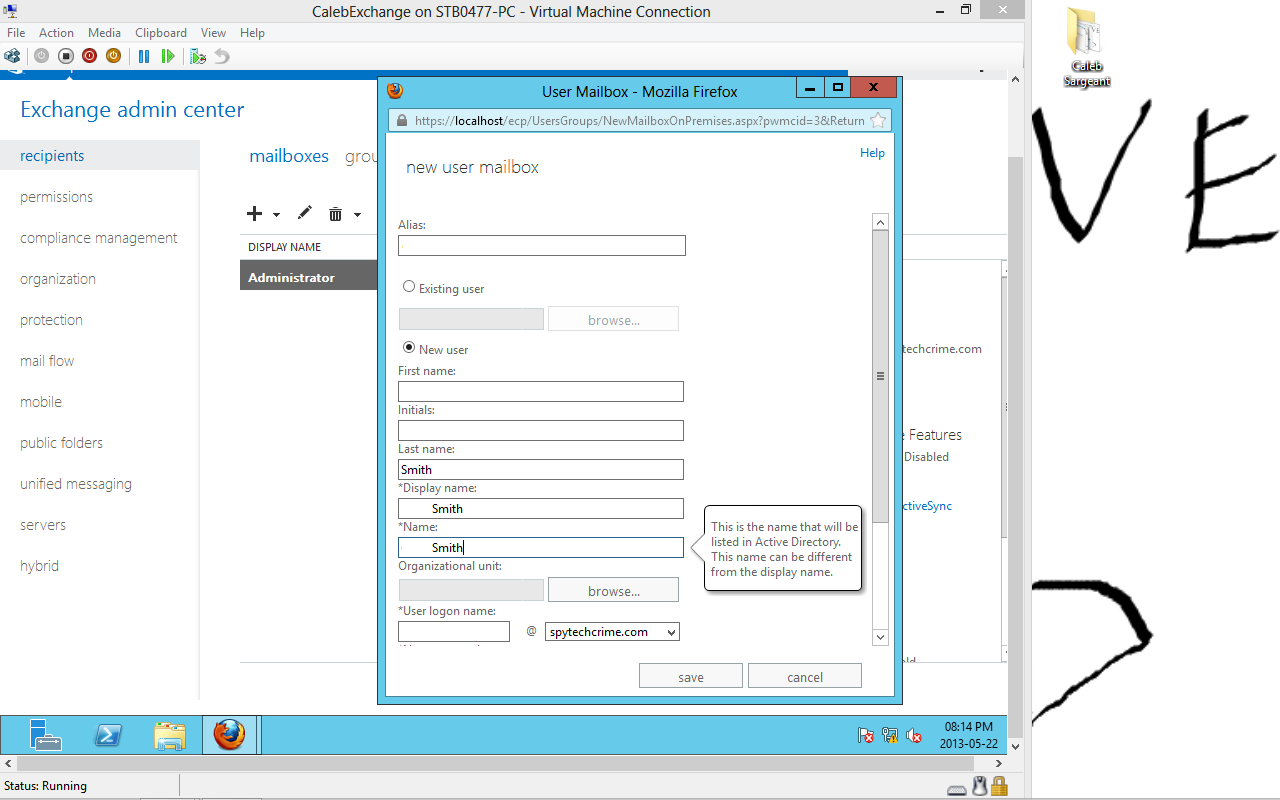 CalebExchange on STB0477-PC - Virtual Machine Connection
File Action Media Clipboard View Help
Caleb
Sargeant
VE
Exchange admin center
recipients
permissions
compliance management
organization
protection
mail flow
mobile
public folders
unified messaging
servers
hybrid
mailboxes grou
DISPLAY NAME
Administrator
techcrime.com
e Features
Disabled
ctiveSync
User Mailbox - Mozilla Firefox
https://localhost/ecp/UsersGroups/NewMailboxOnPremises.aspx?pwmcid=3&Return
Help
new user mailbox
Alias:
Existing user
browse...
New user
First name:
Initials:
Last name:
Smith
*Display name:
Smith
*Name:
Smith
This is the name that will be
listed in Active Directory.
This name can be different
from the display name.
Organizational unit:
browse...
*User logon name:
@ spytechcrime.com
save cancel
08:14 PM
2013-05-22
Status: Running